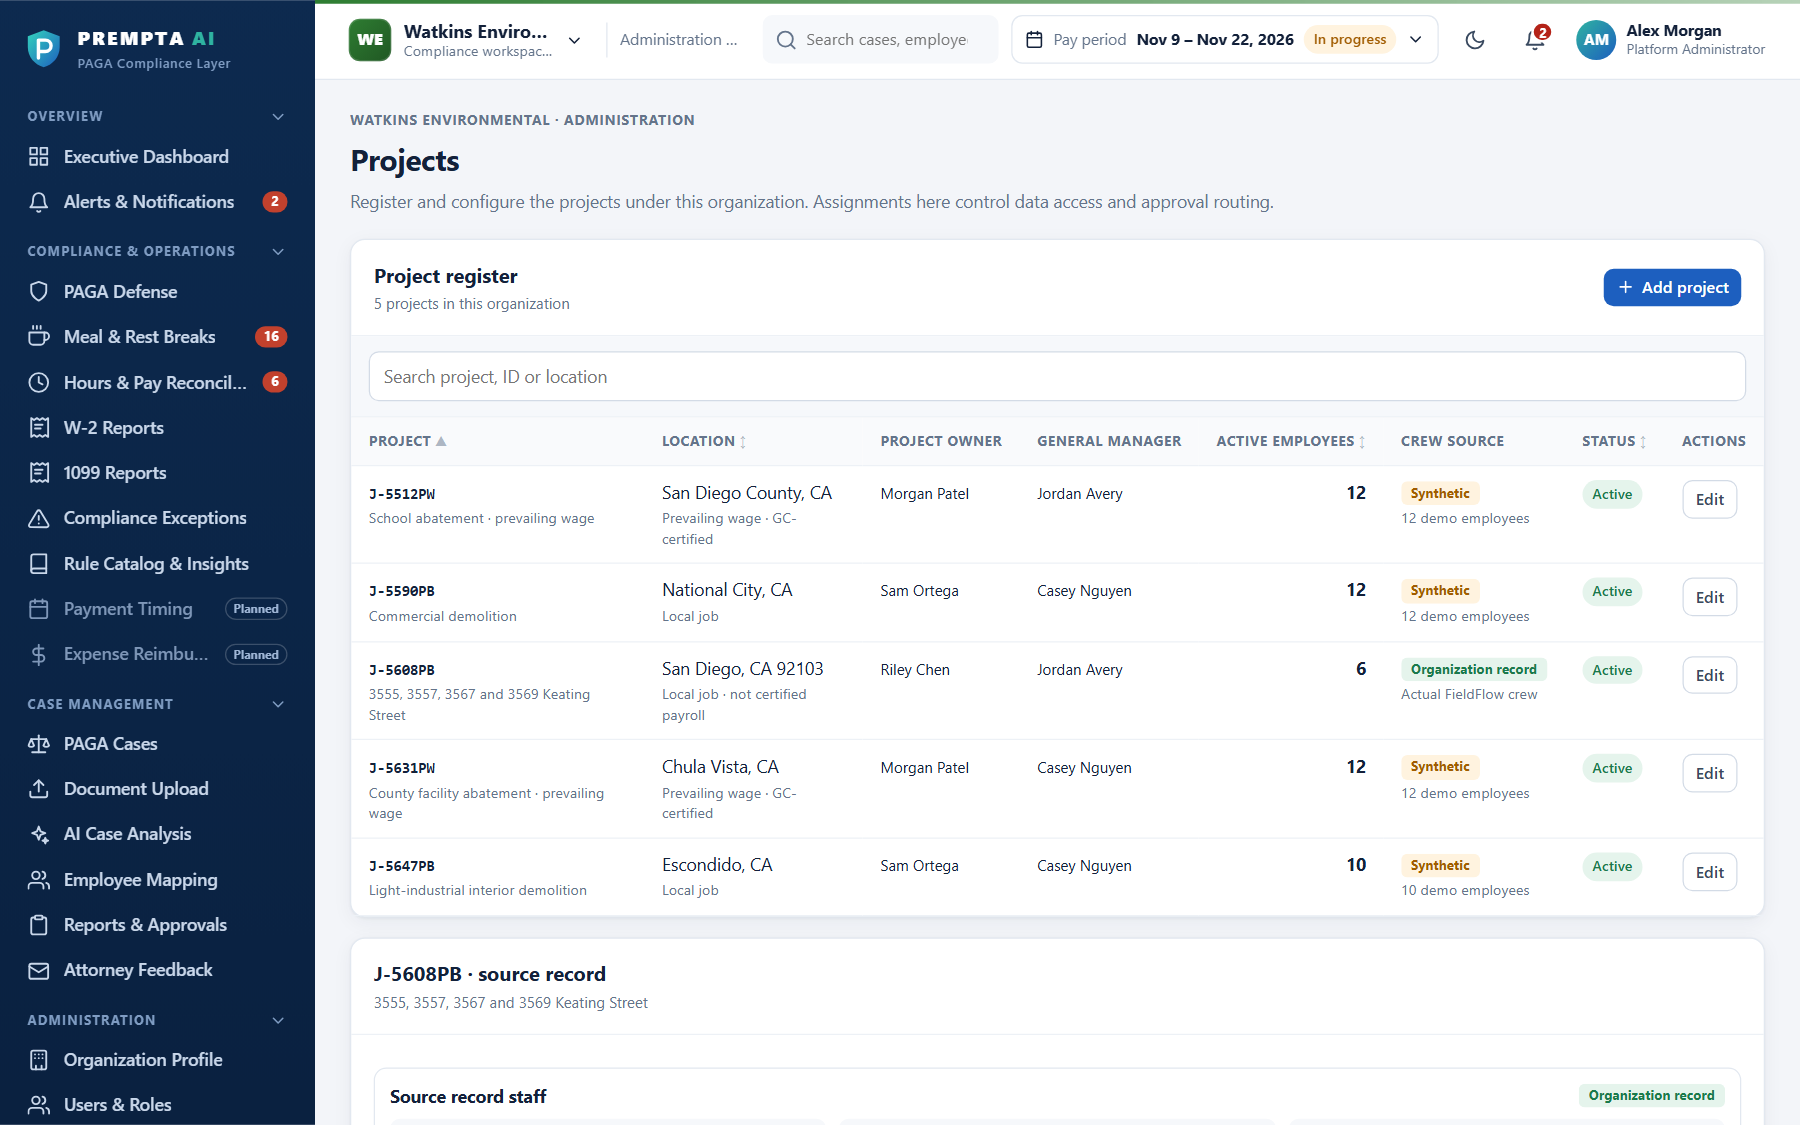 PREMPTA AI
PAGA Compliance Layer
OVERVIEW
Executive Dashboard
Alerts & Notifications 2
COMPLIANCE & OPERATIONS
PAGA Defense
Meal & Rest Breaks 16
Hours & Pay Reconcil... 6
W-2 Reports
1099 Reports
Compliance Exceptions
Rule Catalog & Insights
Payment Timing Planned
Expense Reimbu... Planned
CASE MANAGEMENT
PAGA Cases
Document Upload
AI Case Analysis
Employee Mapping
Reports & Approvals
Attorney Feedback
ADMINISTRATION
Organization Profile
Users & Roles
WE
Watkins Enviro...
Compliance workspac...
Administration ...
Search cases, employe
Pay period Nov 9 – Nov 22, 2026 In progress
2
AM
Alex Morgan
Platform Administrator
WATKINS ENVIRONMENTAL · ADMINISTRATION
Projects
Register and configure the projects under this organization. Assignments here control data access and approval routing.
Project register
5 projects in this organization
+ Add project
Search project, ID or location
PROJECT LOCATION PROJECT OWNER GENERAL MANAGER ACTIVE EMPLOYEES CREW SOURCE STATUS ACTIONS
J-5512PW San Diego County, CA Morgan Patel Jordan Avery 12 Synthetic Active Edit
School abatement · prevailing wage Prevailing wage · GC- 12 demo employees
certified
J-5590PB National City, CA Sam Ortega Casey Nguyen 12 Synthetic Active Edit
Commercial demolition Local job 12 demo employees
J-5608PB San Diego, CA 92103 Riley Chen Jordan Avery 6 Organization record Active Edit
3555, 3557, 3567 and 3569 Keating Local job · not certified Actual FieldFlow crew
Street payroll
J-5631PW Chula Vista, CA Morgan Patel Casey Nguyen 12 Synthetic Active Edit
County facility abatement · prevailing Prevailing wage · GC- 12 demo employees
wage certified
J-5647PB Escondido, CA Sam Ortega Casey Nguyen 10 Synthetic Active Edit
Light-industrial interior demolition Local job 10 demo employees
J-5608PB · source record
3555, 3557, 3567 and 3569 Keating Street
Source record staff Organization record